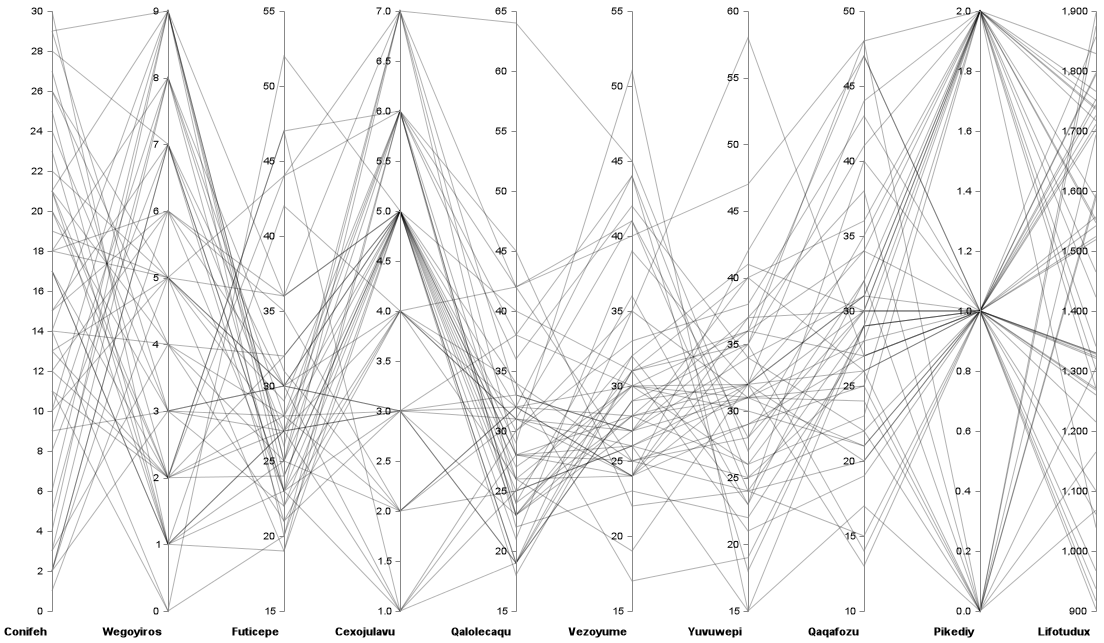 30 28 26 24 22 20 18 16 14 12 10 8 6 4 2 0
9 8 7 6 5 4 3 2 1 0
55 50 45 40 35 30 25 20 15
7.0 6.5 6.0 5.5 5.0 4.5 4.0 3.5 3.0 2.5 2.0 1.5 1.0
65 60 55 50 45 40 35 30 25 20 15
55 50 45 40 35 30 25 20 15
60 55 50 45 40 35 30 25 20 15
50 45 40 35 30 25 20 15 10
2.0 1.8 1.6 1.4 1.2 1.0 0.8 0.6 0.4 0.2 0.0
1,900 1,800 1,700 1,600 1,500 1,400 1,300 1,200 1,100 1,000 900
Conifeh Wegoyiros Futicepe Cexojulavu Qalolecaqu Vezoyume Yuvuwepi Qaqafozu Pikediy Lifotudux